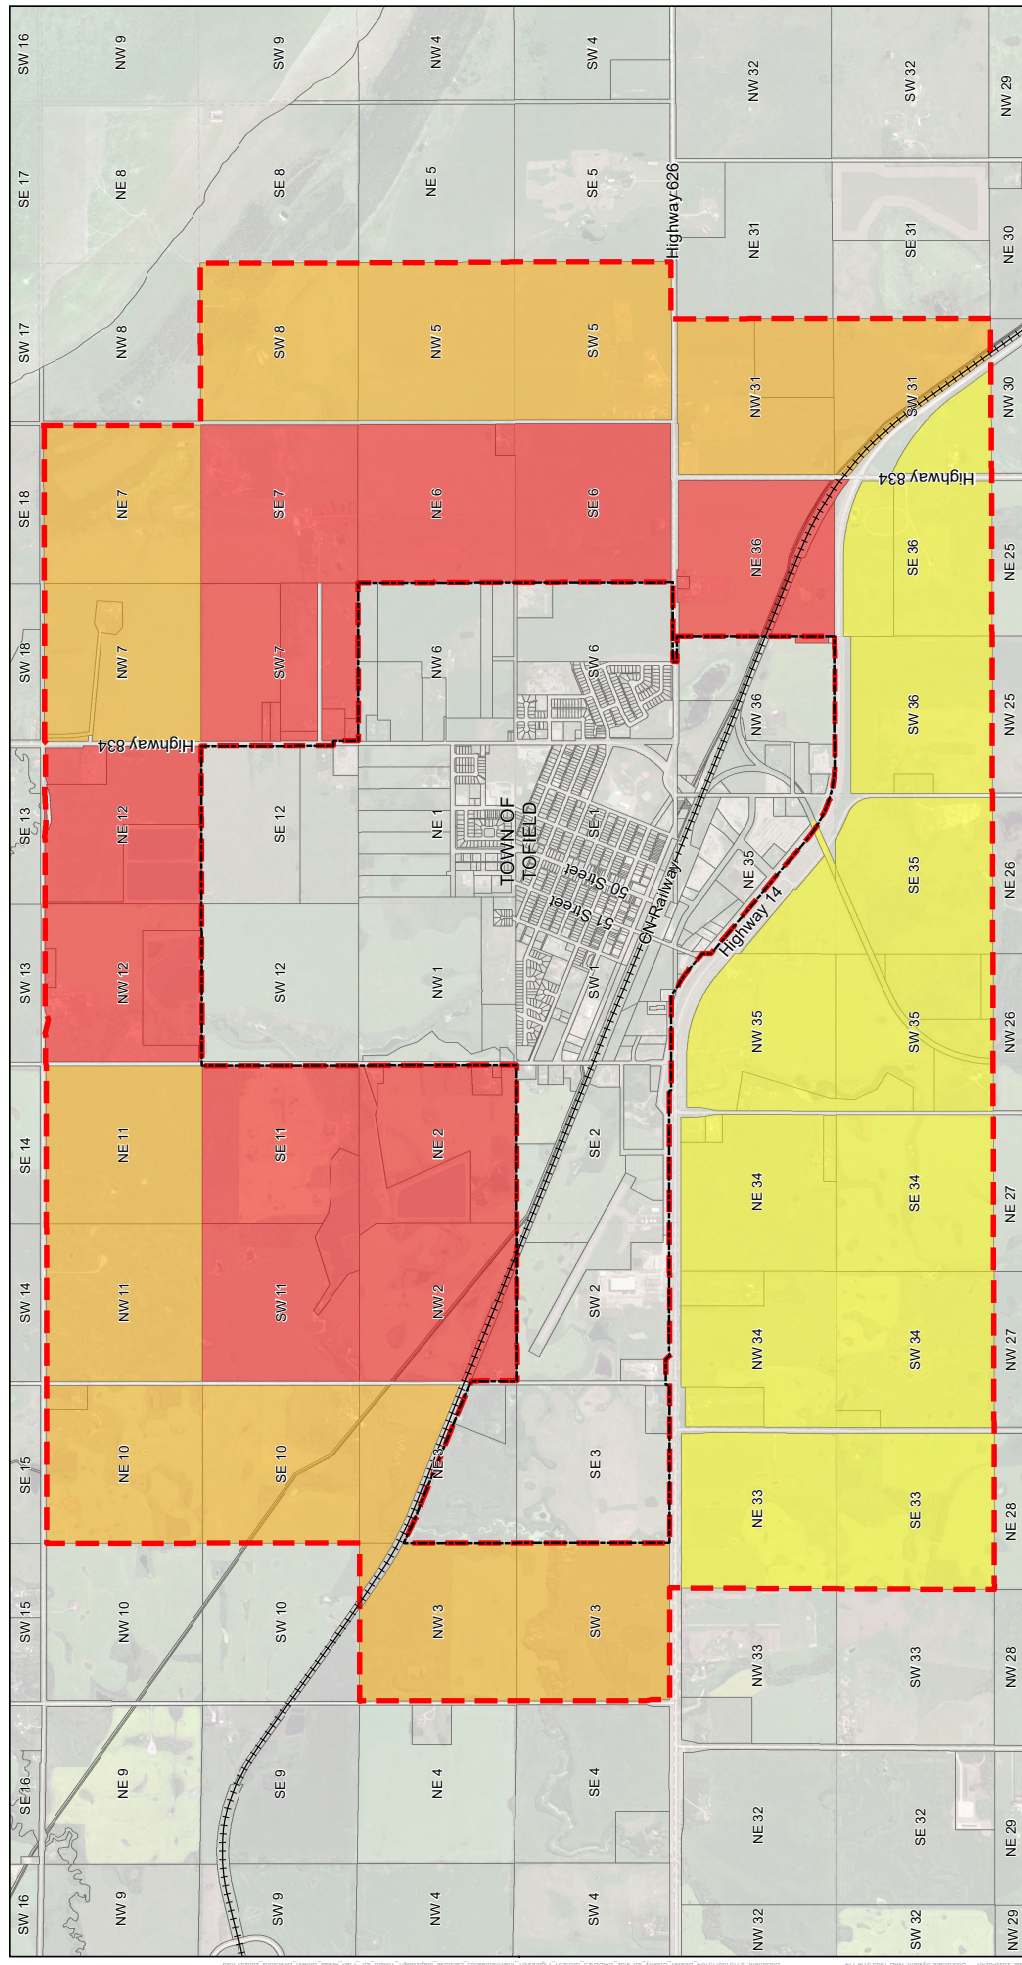 SW 16
SE 16
SW 15
SE 15
SW 14
SE 14
SW 13
SE 13
SW 18
SE 18
SW 17
SE 17
SW 16
NW 9
NE 9
NW 10
NE 10
NW 11
NE 11
NW 12
NE 12
Highway 834
NW 7
NE 7
NW 8
NE 8
NW 9
SW 9
SE 9
SW 10
SE 10
SW 11
SE 11
SW 12
SE 12
SW 7
SE 7
SW 8
SE 8
SW 9
NW 4
NE 4
NW 3
NE 3
NW 2
NE 2
NW 1
NE 1
NW 6
NE 6
NW 5
NE 5
NW 4
TOWN OF
TOFIELD
SW 4
SE 4
SW 3
SE 3
SW 2
SE 2
SW 1
SE 1
SW 6
SE 6
SW 5
SE 5
SW 4
51 Street
50 Street
CN Railway
Highway 626
Highway 14
NW 32
NE 32
NW 33
NE 33
NW 34
NE 34
NW 35
NE 35
NW 36
NE 36
NW 31
NE 31
NW 32
Highway 834
SW 32
SE 32
SW 33
SE 33
SW 34
SE 34
SW 35
SE 35
SW 36
SE 36
SW 31
SE 31
SW 32
NW 29
NE 29
NW 28
NE 28
NW 27
NE 27
NW 26
NE 26
NW 25
NE 25
NW 30
NE 30
NW 29